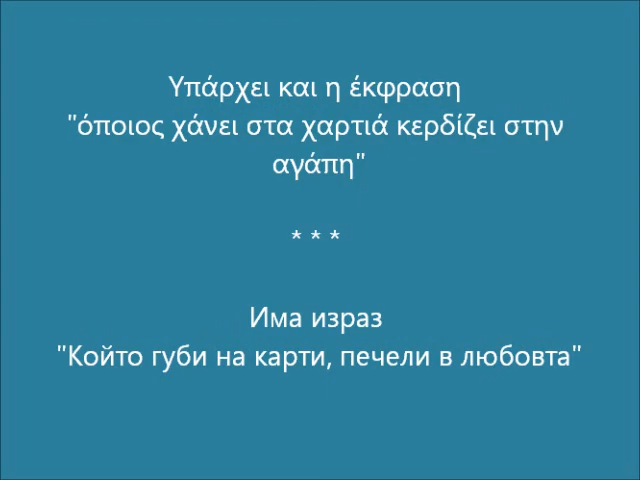 Υπάρχει και η έκφραση
"όποιος χάνει στα χαρτιά κερδίζει στην
αγάπη"
* * *
Има израз
"Който губи на карти, печели в любовта"